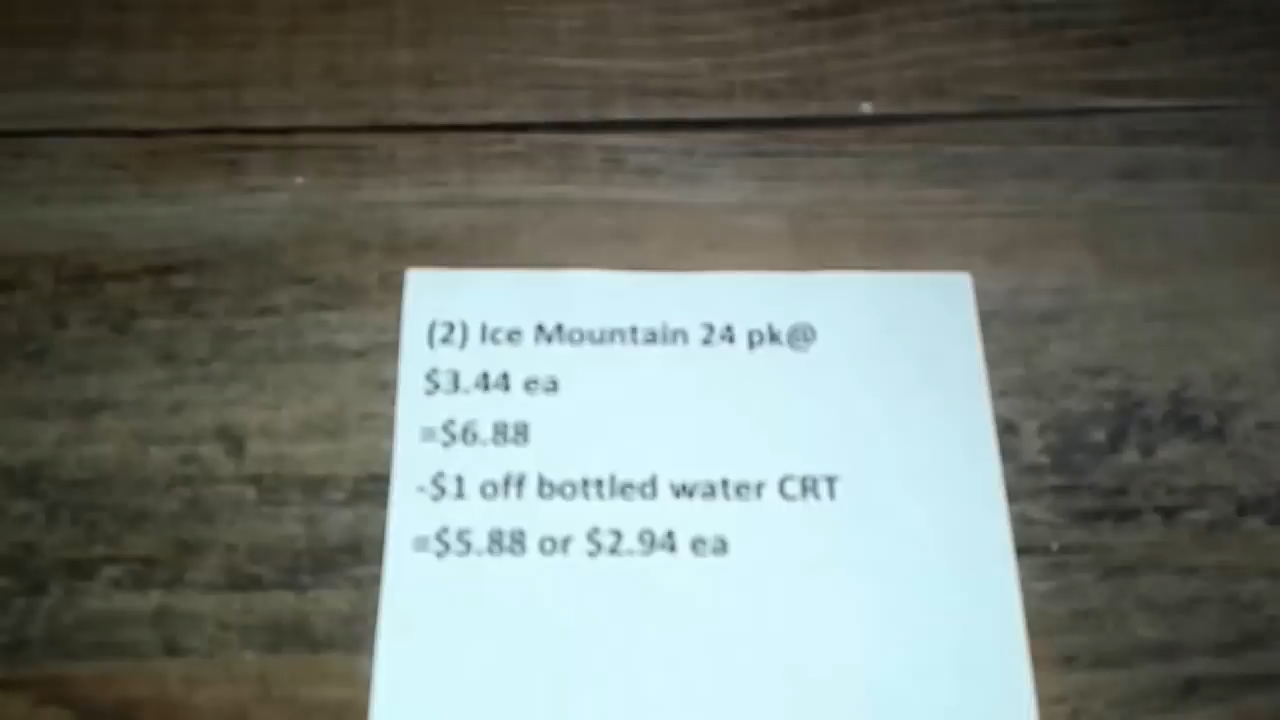 (2) Ice Mountain 24 pk@
$3.44 ea
=$6.88
-$1 off bottled water CRT
=$5.88 or $2.94 ea